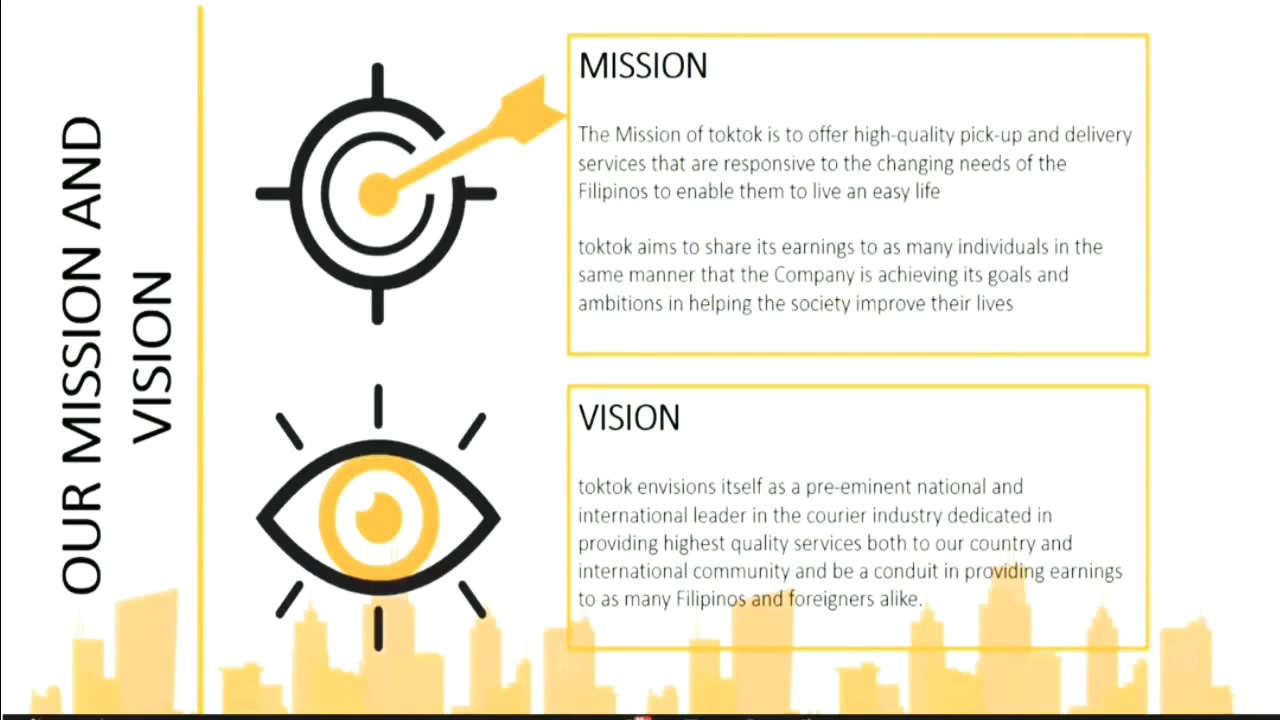 OUR MISSION AND
VISION
MISSION
The Mission of toktok is to offer high-quality pick-up and delivery
services that are responsive to the changing needs of the
Filipinos to enable them to live an easy life
toktok aims to share its earnings to as many individuals in the
same manner that the Company is achieving its goals and
ambitions in helping the society improve their lives
VISION
toktok envisions itself as a pre-eminent national and
international leader in the courier industry dedicated in
providing highest quality services both to our country and
international community and be a conduit in providing earnings
to as many Filipinos and foreigners alike.